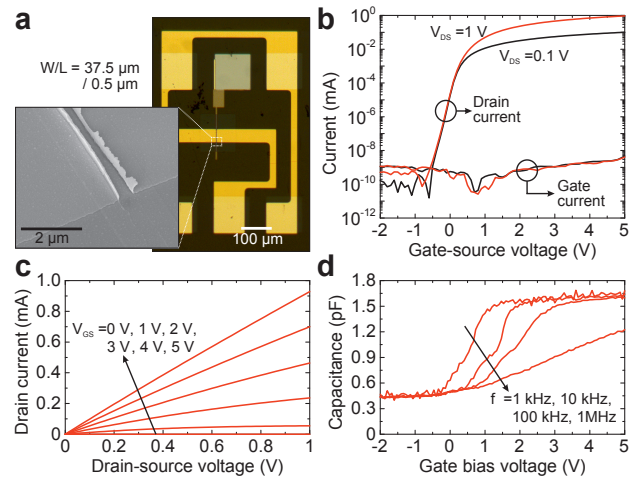 a
W/L = 37.5 µm
/ 0.5 µm
2 µm
100 µm
b
Current (mA)
10²
10⁰
10⁻²
10⁻⁴
10⁻⁶
10⁻⁸
10⁻¹⁰
10⁻¹²
V_DS = 1 V
V_DS = 0.1 V
Drain
current
Gate
current
-2 -1 0 1 2 3 4 5
Gate-source voltage (V)
c
Drain current (mA)
1.0
0.8
0.6
0.4
0.2
0
V_GS =0 V, 1 V, 2 V,
3 V, 4 V, 5 V
0 0.2 0.4 0.6 0.8 1
Drain-source voltage (V)
d
Capacitance (pF)
1.8
1.5
1.2
0.9
0.6
0.3
0
f =1 kHz, 10 kHz,
100 kHz, 1MHz
-2 -1 0 1 2 3 4 5
Gate bias voltage (V)